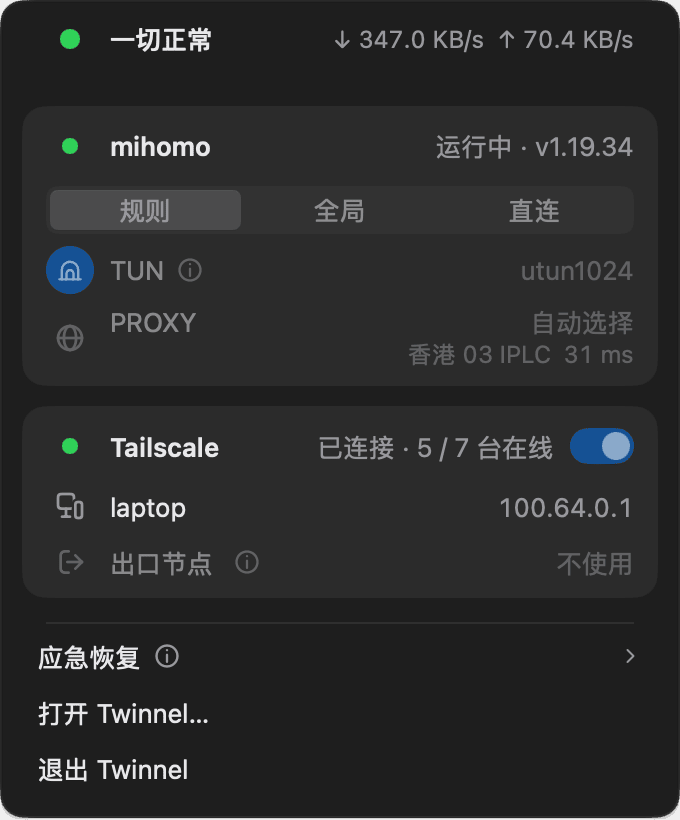 一切正常 ↓ 347.0 KB/s ↑ 70.4 KB/s
mihomo 运行中 · v1.19.34
规则 全局 直连
TUN utun1024
PROXY 自动选择
香港 03 IPLC 31 ms
Tailscale 已连接 · 5 / 7 台在线
laptop 100.64.0.1
出口节点 不使用
应急恢复
打开 Twinnel...
退出 Twinnel